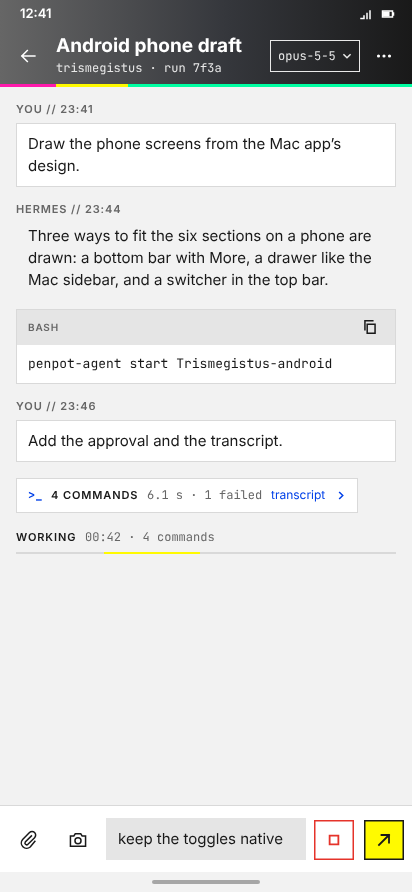 12:41
Android phone draft
trismegistus · run 7f3a
opus-5-5
YOU // 23:41
Draw the phone screens from the Mac app’s
design.
HERMES // 23:44
Three ways to fit the six sections on a phone are
drawn: a bottom bar with More, a drawer like the
Mac sidebar, and a switcher in the top bar.
BASH
penpot-agent start Trismegistus-android
YOU // 23:46
Add the approval and the transcript.
>_ 4 COMMANDS 6.1 s · 1 failed transcript
WORKING 00:42 · 4 commands
keep the toggles native